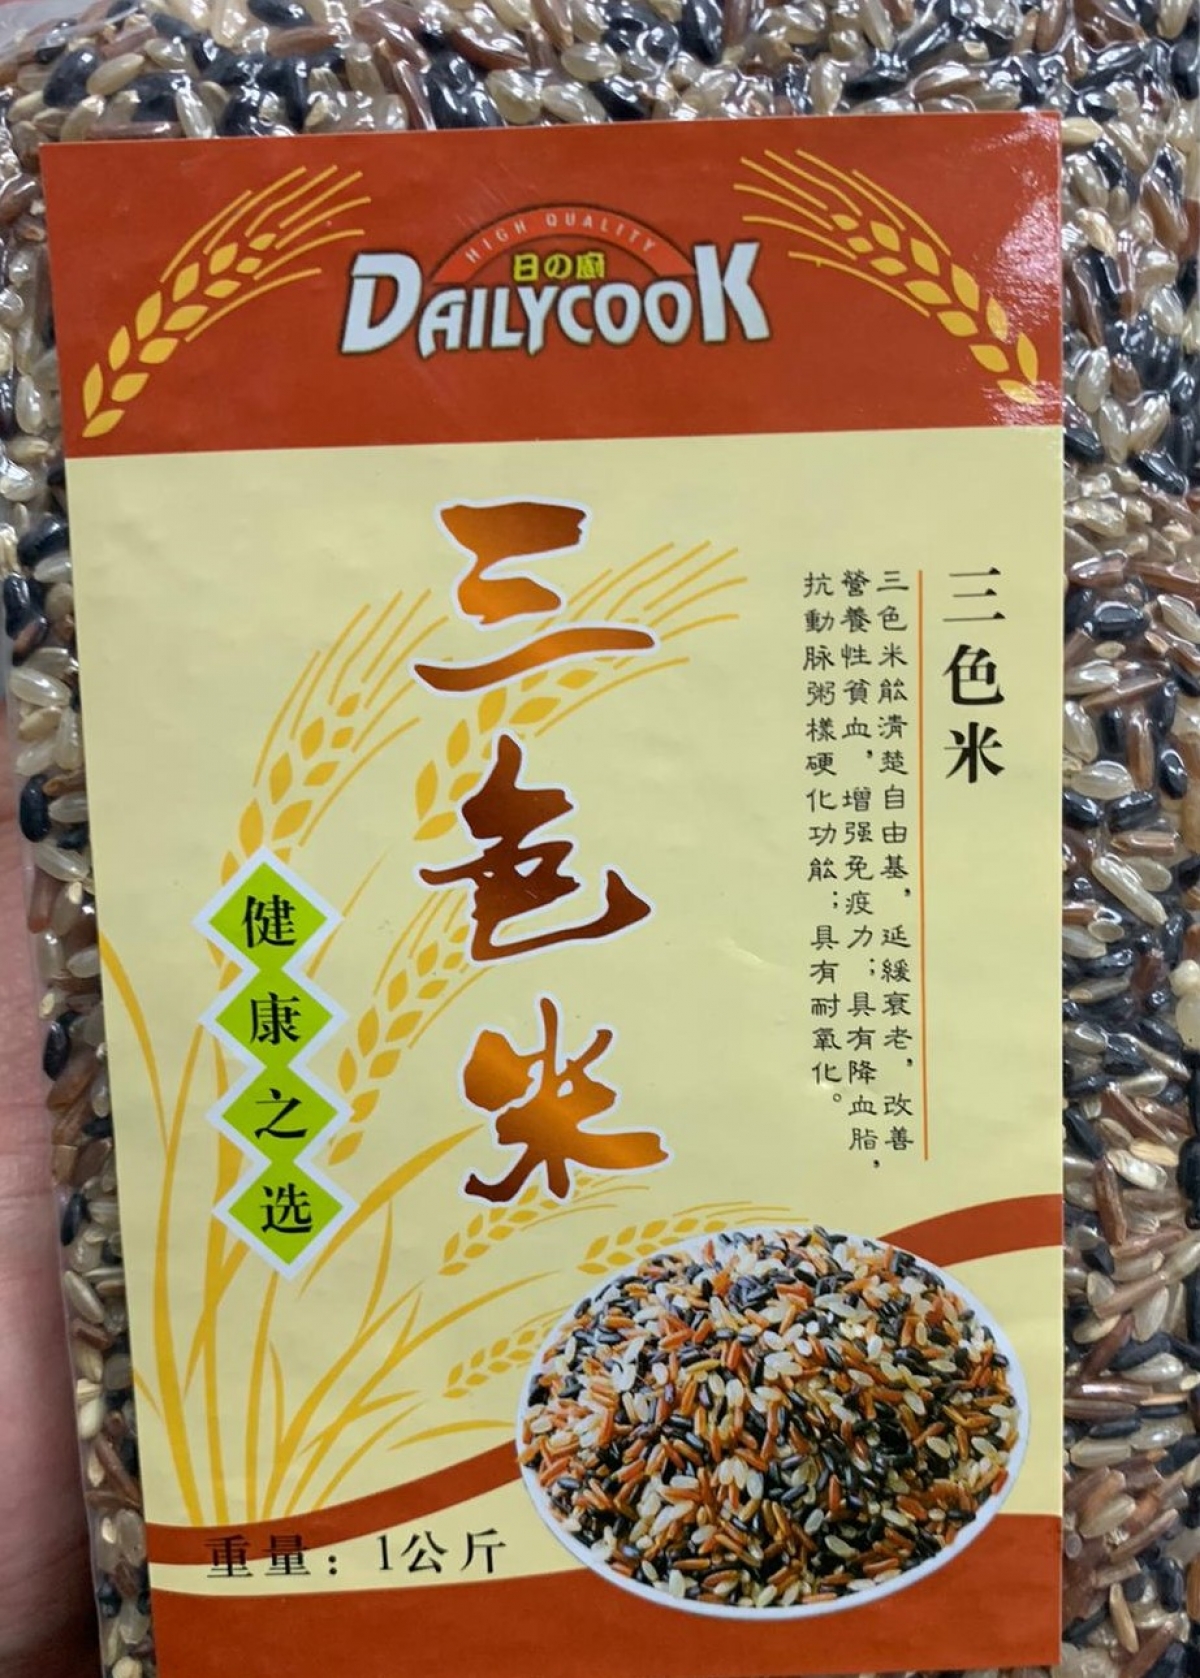 HIGH QUALITY
日の廚
DAILYCOOK
三色米
三色米
三色米能清楚自由基，延緩衰老，改善
營養性貧血，增强免疫力；具有降血脂，
抗動脉粥樣硬化功能；具有耐氧化。
健康之选
重量：1公斤